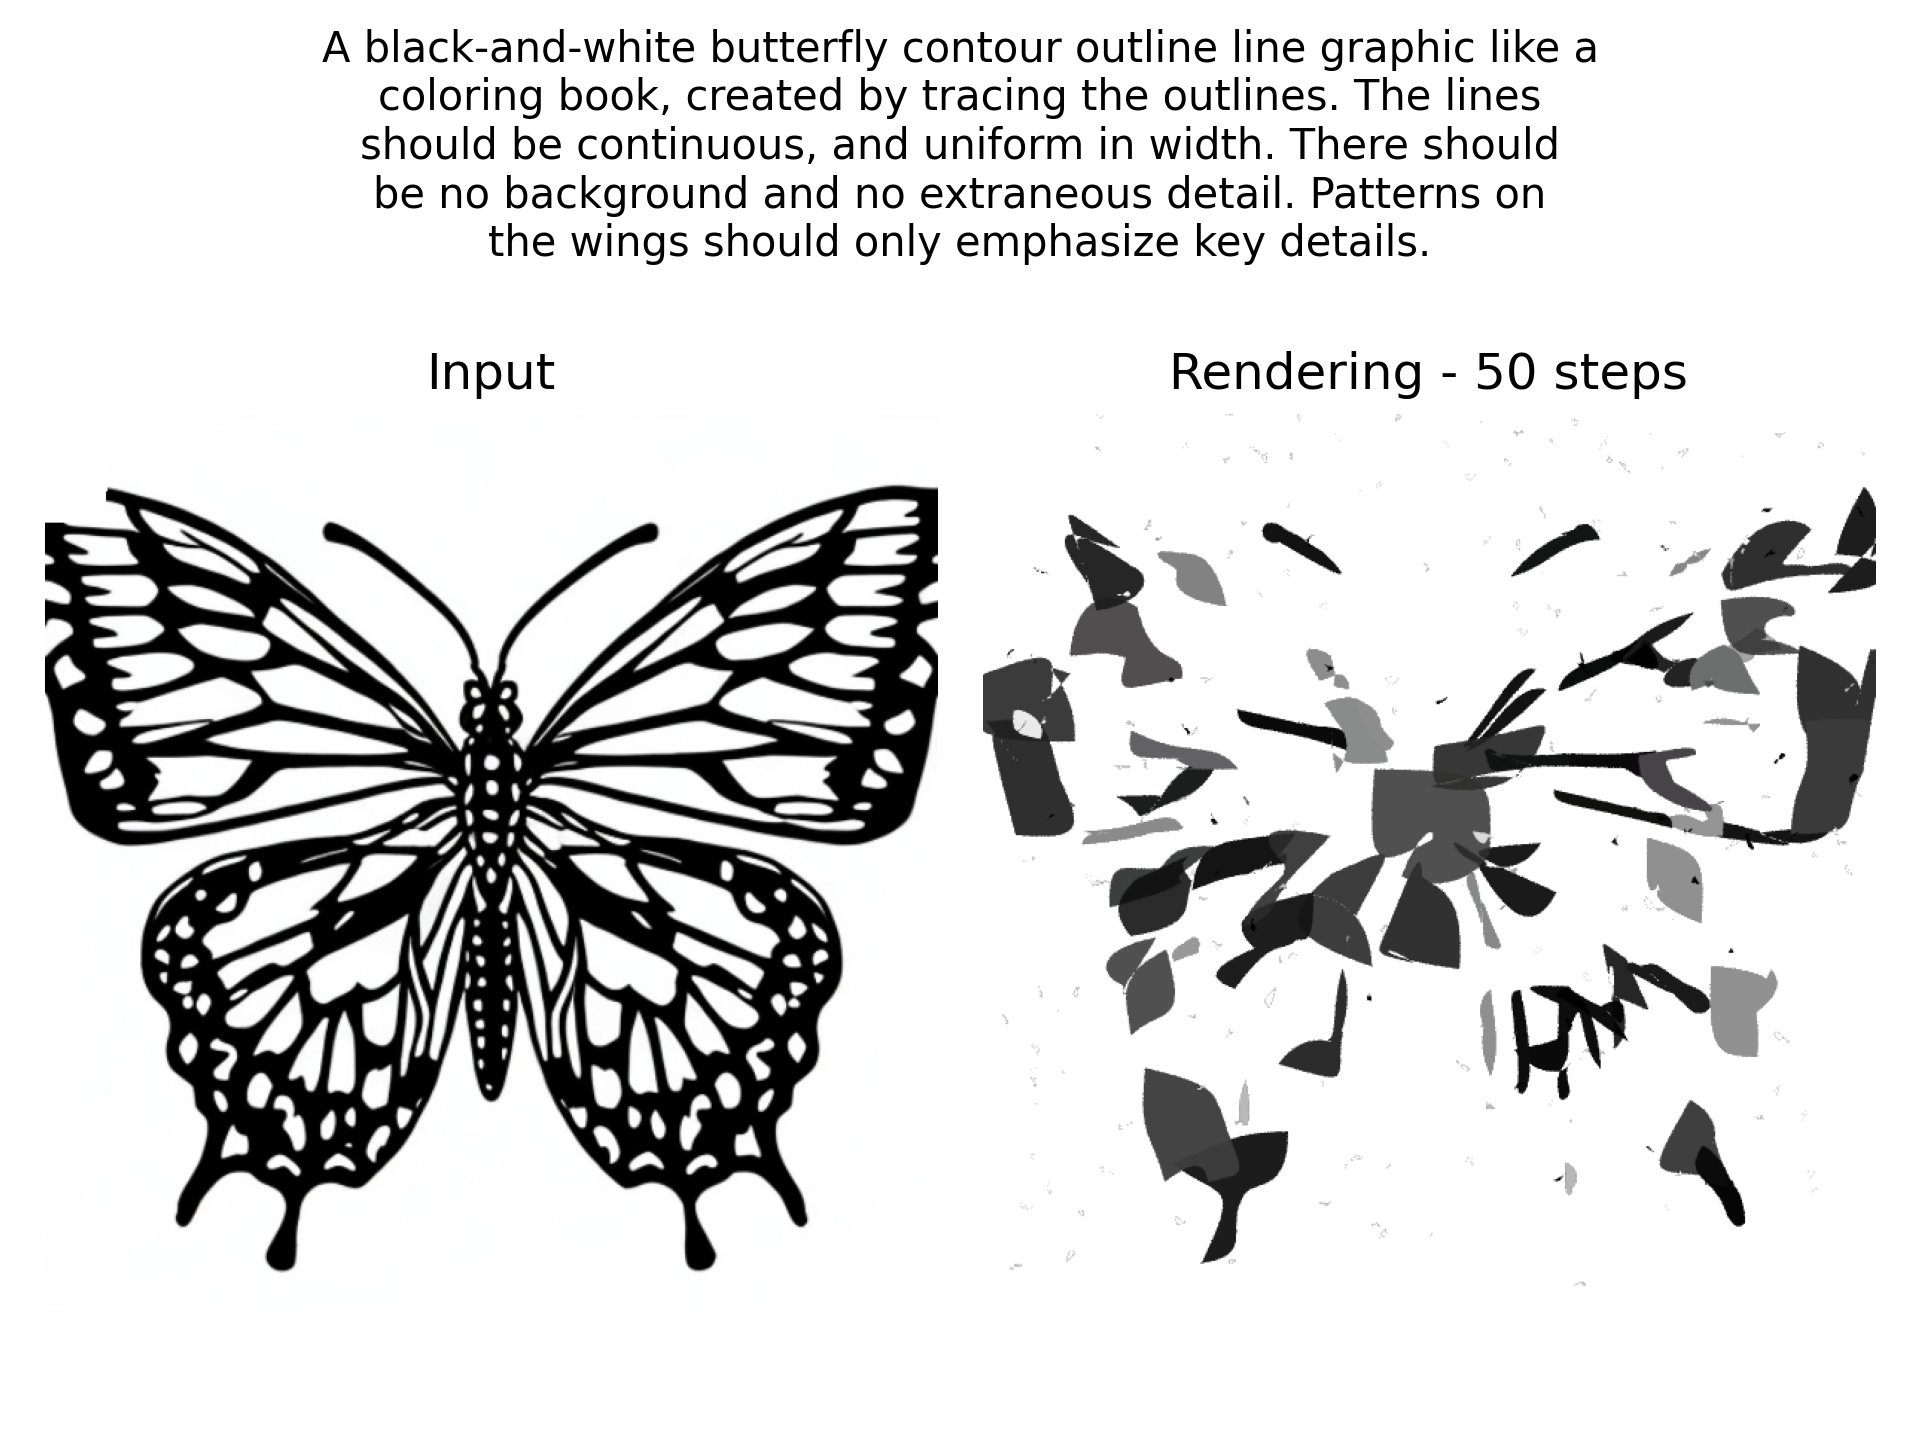 A black-and-white butterfly contour outline line graphic like a
coloring book, created by tracing the outlines. The lines
should be continuous, and uniform in width. There should
be no background and no extraneous detail. Patterns on
the wings should only emphasize key details.
Input
Rendering - 50 steps